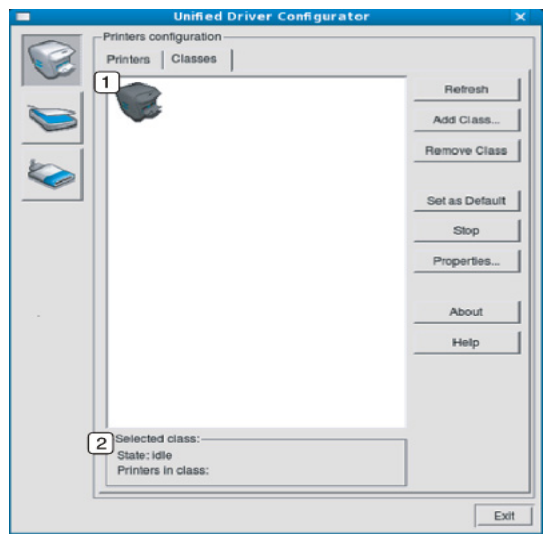 Unified Driver Configurator
Printers configuration
Printers
Classes
1
Refresh
Add Class...
Remove Class
Set as Default
Stop
Properties...
About
Help
2
Selected class:
State: idle
Printers in class:
Exit